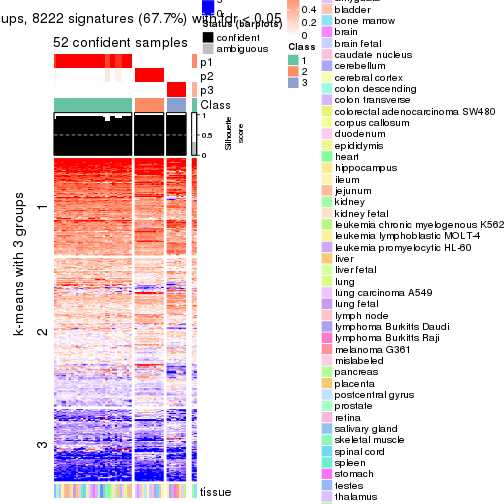 ups, 8222 signatures (67.7%) with fdr < 0.05
52 confident samples
p1
p2
p3
Class
1
0.5
0
Silhouette
score
k-means with 3 groups
1
2
3
tissue
0
Status (barplots)
confident
ambiguous
0.4
0.2
0
Class
1
2
3
bladder
bone marrow
brain
brain fetal
caudate nucleus
cerebellum
cerebral cortex
colon descending
colon transverse
colorectal adenocarcinoma SW480
corpus callosum
duodenum
epididymis
heart
hippocampus
ileum
jejunum
kidney
kidney fetal
leukemia chronic myelogenous K562
leukemia lymphoblastic MOLT-4
leukemia promyelocytic HL-60
liver
liver fetal
lung
lung carcinoma A549
lung fetal
lymph node
lymphoma Burkitts Daudi
lymphoma Burkitts Raji
melanoma G361
mislabeled
pancreas
placenta
postcentral gyrus
prostate
retina
salivary gland
skeletal muscle
spinal cord
spleen
stomach
testes
thalamus